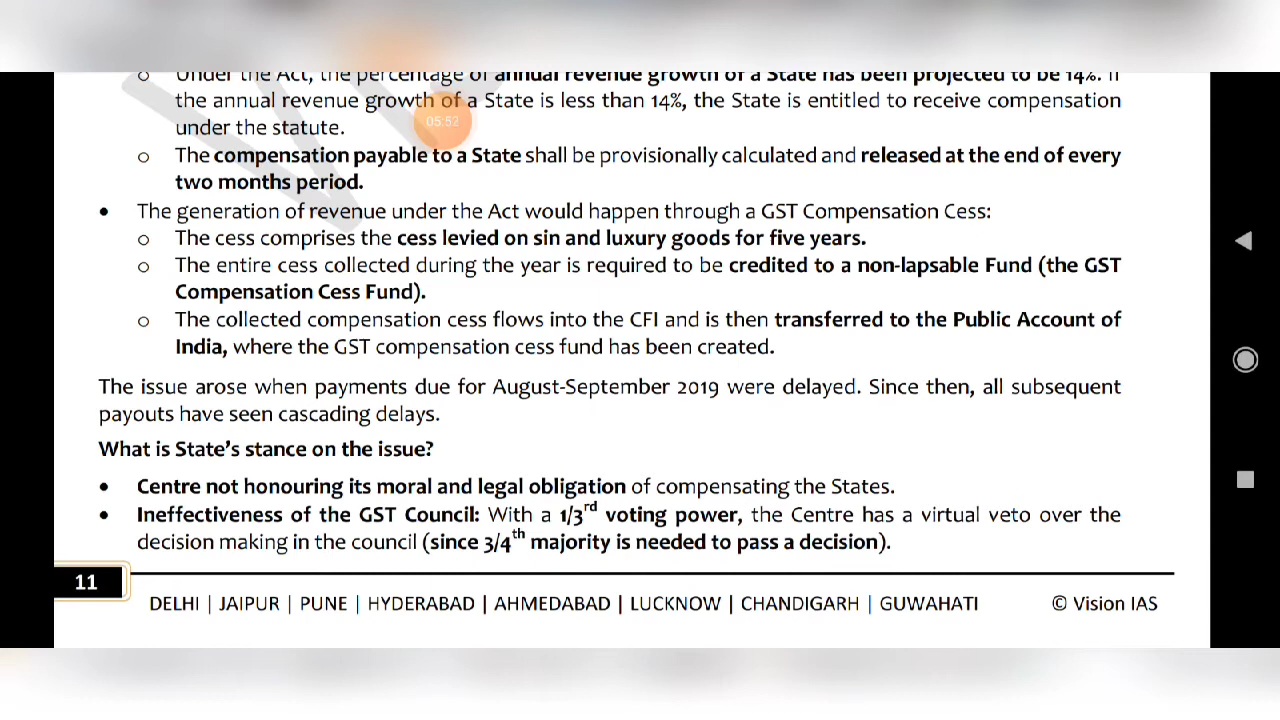 o Under the Act, the percentage of annual revenue growth of a State has been projected to be 14%. If
the annual revenue growth of a State is less than 14%, the State is entitled to receive compensation
05:52
under the statute.
o The compensation payable to a State shall be provisionally calculated and released at the end of every
two months period.
• The generation of revenue under the Act would happen through a GST Compensation Cess:
o The cess comprises the cess levied on sin and luxury goods for five years.
o The entire cess collected during the year is required to be credited to a non-lapsable Fund (the GST
Compensation Cess Fund).
o The collected compensation cess flows into the CFI and is then transferred to the Public Account of
India, where the GST compensation cess fund has been created.
The issue arose when payments due for August-September 2019 were delayed. Since then, all subsequent
payouts have seen cascading delays.
What is State's stance on the issue?
• Centre not honouring its moral and legal obligation of compensating the States.
• Ineffectiveness of the GST Council: With a 1/3rd voting power, the Centre has a virtual veto over the
decision making in the council (since 3/4th majority is needed to pass a decision).
11
DELHI | JAIPUR | PUNE | HYDERABAD | AHMEDABAD | LUCKNOW | CHANDIGARH | GUWAHATI © Vision IAS